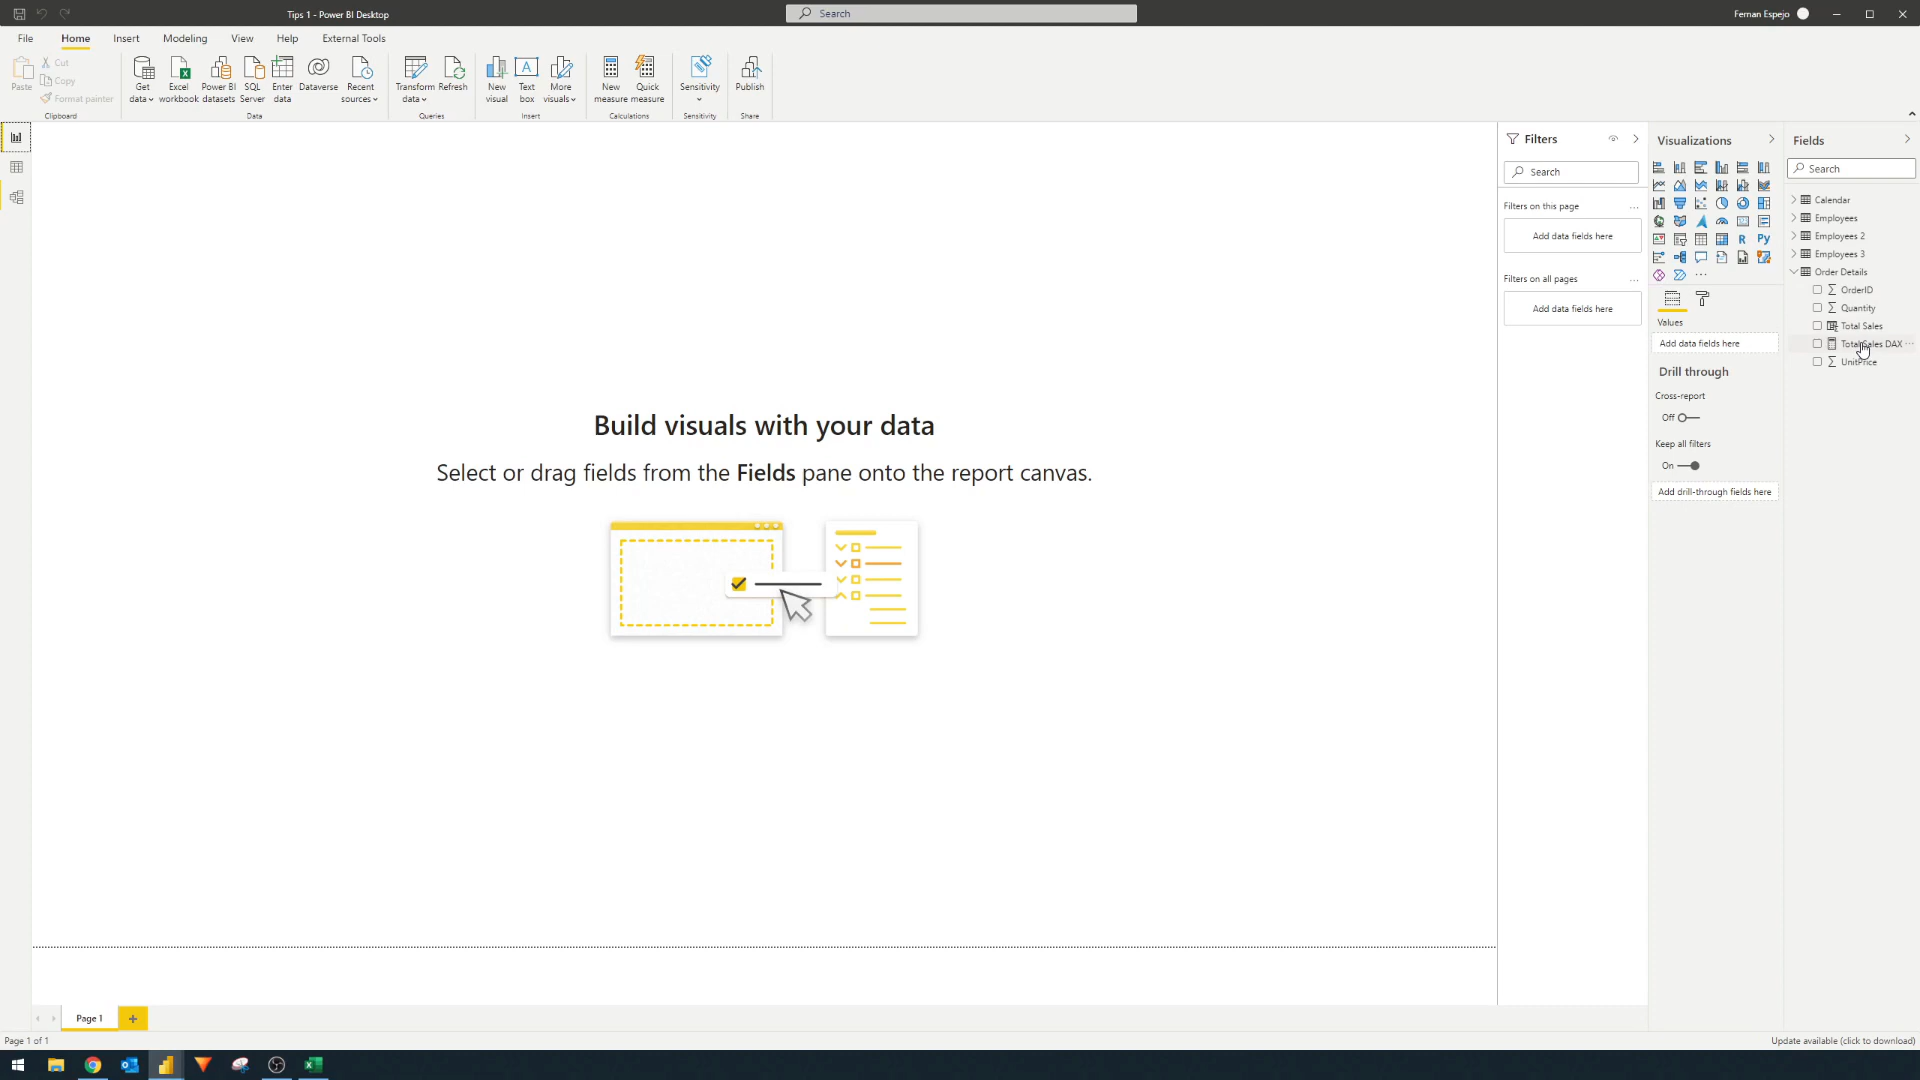 Tips 1 - Power BI Desktop
Search
Fernan Espejo
File
Home
Insert
Modeling
View
Help
External Tools
Paste
Cut
Copy
Format painter
Clipboard
Get data
Excel workbook
Power BI datasets
SQL Server
Enter data
Dataverse
Recent sources
Data
Transform data
Refresh
Queries
New visual
Text box
More visuals
Insert
New measure
Quick measure
Calculations
Sensitivity
Sensitivity
Publish
Share
Build visuals with your data
Select or drag fields from the Fields pane onto the report canvas.
Filters
Search
Filters on this page
...
Add data fields here
Filters on all pages
...
Add data fields here
Visualizations
R
Py
...
Values
Add data fields here
Drill through
Cross-report
Off
Keep all filters
On
Add drill-through fields here
Fields
Search
Calendar
Employees
Employees 2
Employees 3
Order Details
OrderID
Quantity
Total Sales
Total Sales DAX
...
UnitPrice
Page 1
+
Page 1 of 1
Update available (click to download)